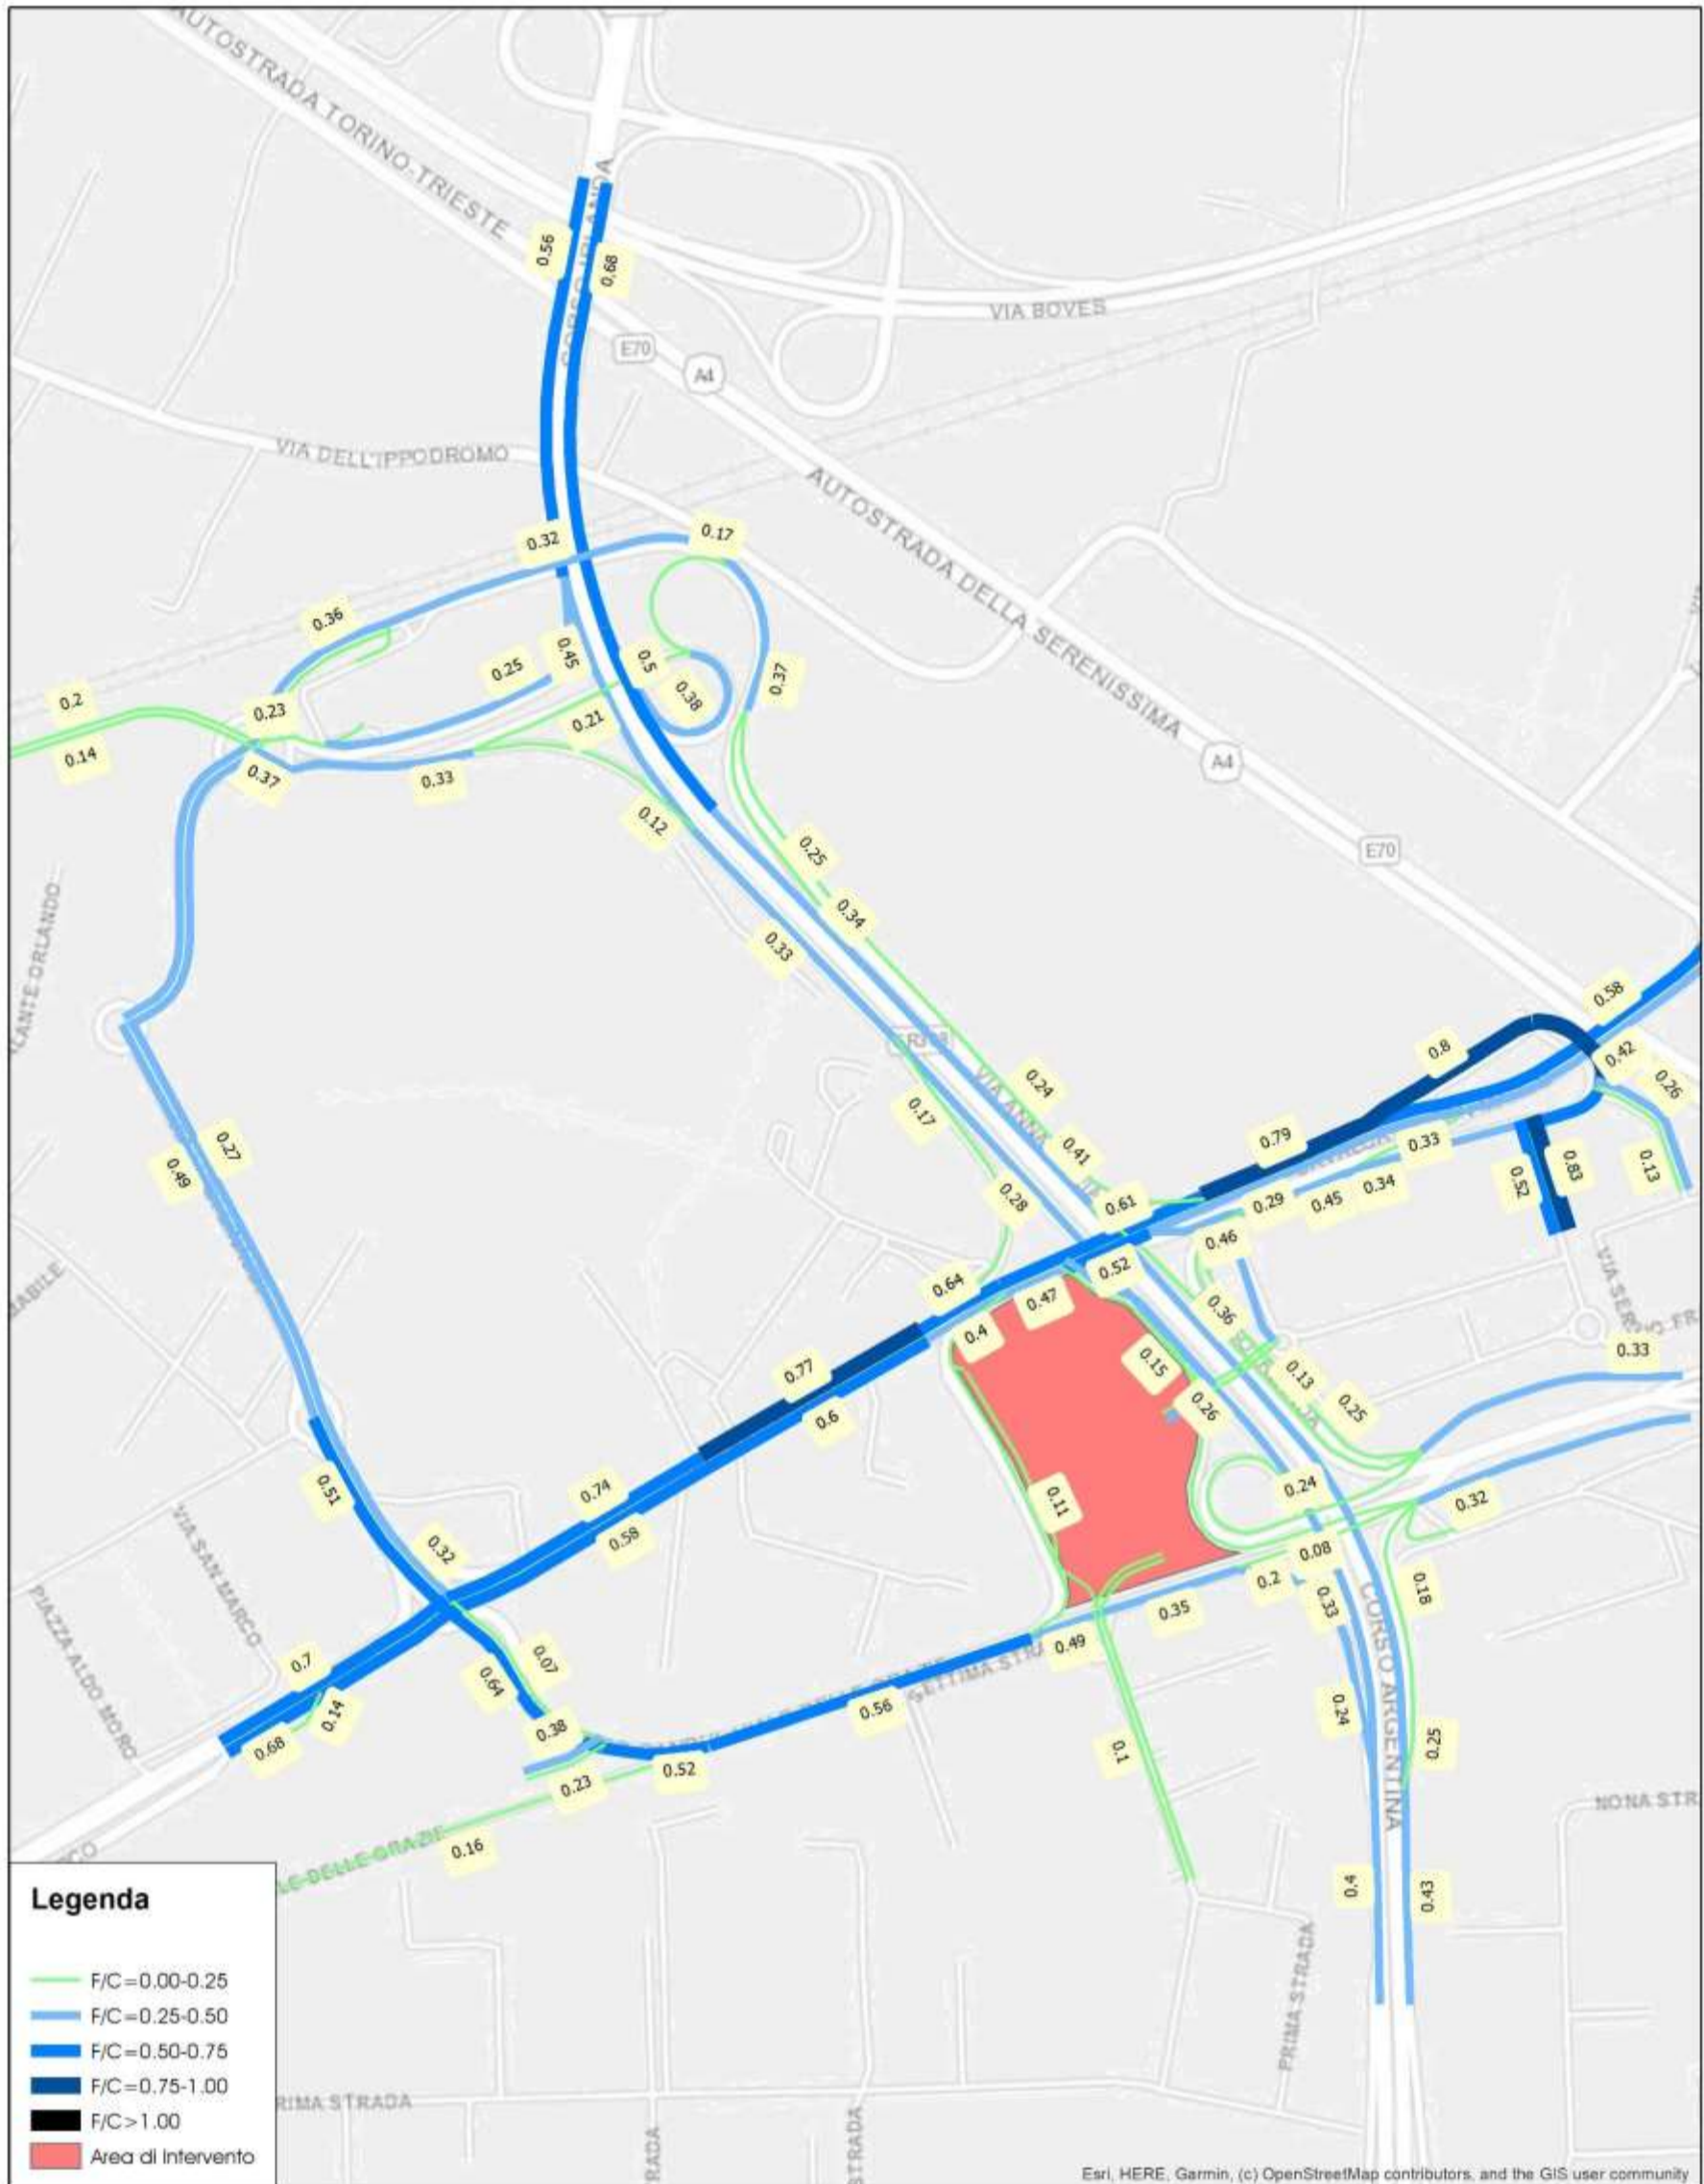 AUTOSTRADA TORINO-TRIESTE
0.56
0.68
VIA BOVES
E70
A4
VIA DELL'IPPODROMO
AUTOSTRADA DELLA SERENISSIMA
0.32
0.17
0.36
0.45
0.5
0.25
0.38
0.37
0.2
0.23
0.21
0.14
0.37
0.33
A4
0.12
0.25
E70
0.34
0.33
LANTE ORLANDO
0.58
0.8
0.42
0.26
0.24
VIA ANNA
0.17
0.41
0.79
0.33
0.27
0.49
0.83
0.52
0.13
0.34
0.45
0.29
0.28
0.61
0.46
0.52
0.64
0.47
0.36
0.4
0.33
0.15
0.13
0.77
0.25
0.26
0.6
0.51
0.74
0.24
0.32
0.11
0.58
0.32
VIA SAN MARCO
0.08
0.2
0.18
0.33
0.35
PIAZZA ALDO MORO
0.49
SETTIMA STRA
0.7
0.07
0.64
0.14
0.68
0.38
0.56
0.24
CORSO ARGENTINA
0.25
0.1
0.52
0.23
NONA STR
LE DELLE GRAZIE
0.16
0.4
0.43
PRIMA STRADA
RIMA STRADA
RADA
STRADA
Legenda
F/C=0.00-0.25
F/C=0.25-0.50
F/C=0.50-0.75
F/C=0.75-1.00
F/C>1.00
Area di Intervento
Esri, HERE, Garmin, (c) OpenStreetMap contributors, and the GIS user community